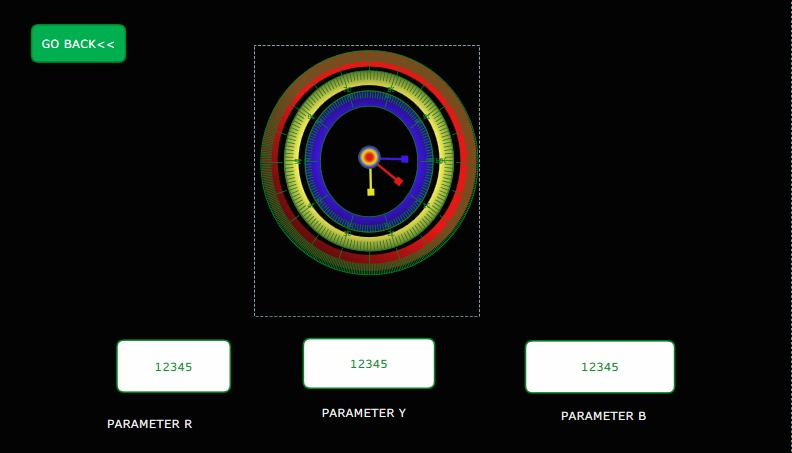 GO BACK<<
12345
12345
12345
PARAMETER R
PARAMETER Y
PARAMETER B